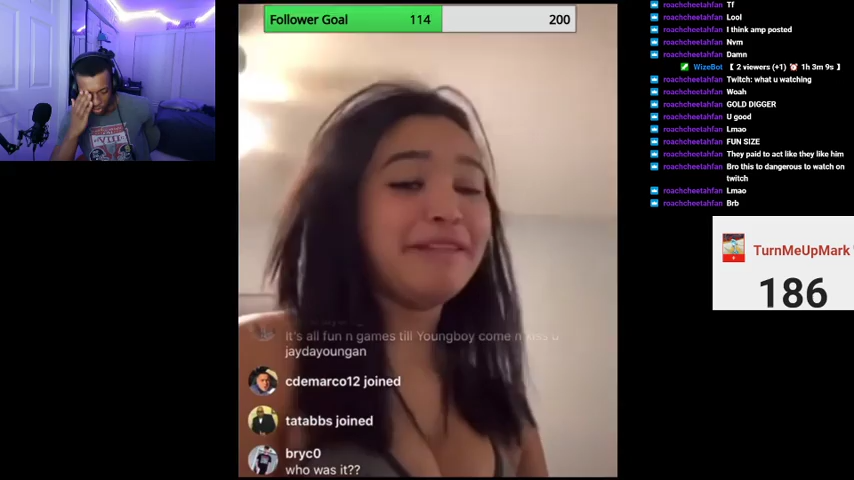 Follower Goal 114 200
It's all fun n games till Youngboy come n kiss u
jaydayoungan
cdemarco12 joined
tatabbs joined
bryc0
who was it??
roachcheetahfan Tf
roachcheetahfan Lool
roachcheetahfan I think amp posted
roachcheetahfan Nvm
roachcheetahfan Damn
WizeBot 【 2 viewers (+1) ⏰ 1h 3m 9s 】
roachcheetahfan Twitch: what u watching
roachcheetahfan Woah
roachcheetahfan GOLD DIGGER
roachcheetahfan U good
roachcheetahfan Lmao
roachcheetahfan FUN SIZE
roachcheetahfan They paid to act like they like him
roachcheetahfan Bro this to dangerous to watch on
twitch
roachcheetahfan Lmao
roachcheetahfan Brb
TurnMeUpMark
186